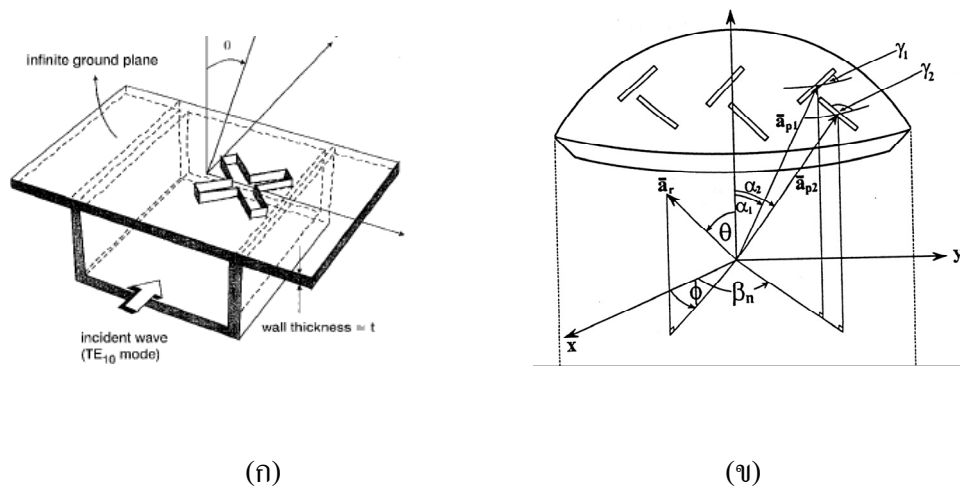 θ
infinite ground plane
wall thickness ≈ t
incident wave
(TE₁₀ mode)
γ₁
γ₂
ā_p1
ā_p2
ā_r
α₂
α₁
θ
y
ϕ
β_n
x
(ก)
(ข)